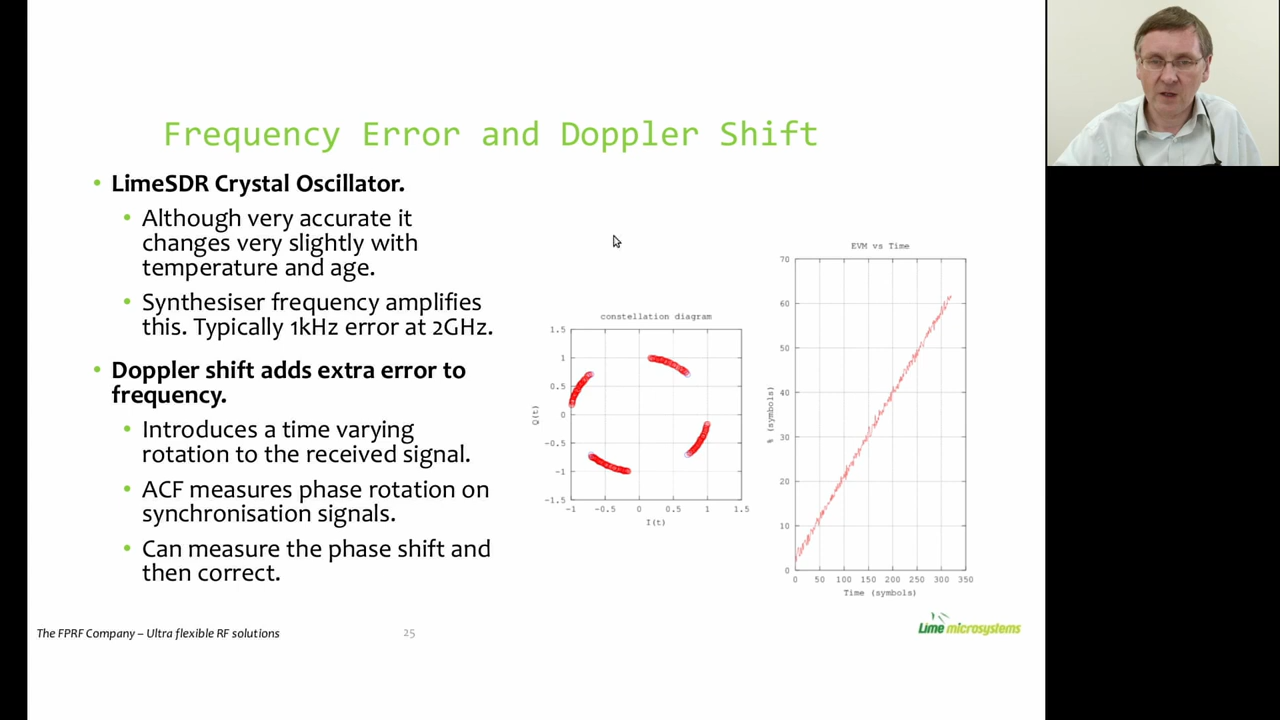 Frequency Error and Doppler Shift
• LimeSDR Crystal Oscillator.
• Although very accurate it
changes very slightly with
temperature and age.
• Synthesiser frequency amplifies
this. Typically 1kHz error at 2GHz.
• Doppler shift adds extra error to
frequency.
• Introduces a time varying
rotation to the received signal.
• ACF measures phase rotation on
synchronisation signals.
• Can measure the phase shift and
then correct.
constellation diagram
1.5
1
0.5
0
-0.5
-1
-1.5
Q(t)
-1 -0.5 0 0.5 1 1.5
I(t)
EVM vs Time
70
60
50
40
30
20
10
0
% (symbols)
0 50 100 150 200 250 300 350
Time (symbols)
The FPRF Company – Ultra flexible RF solutions
25
Lime microsystems